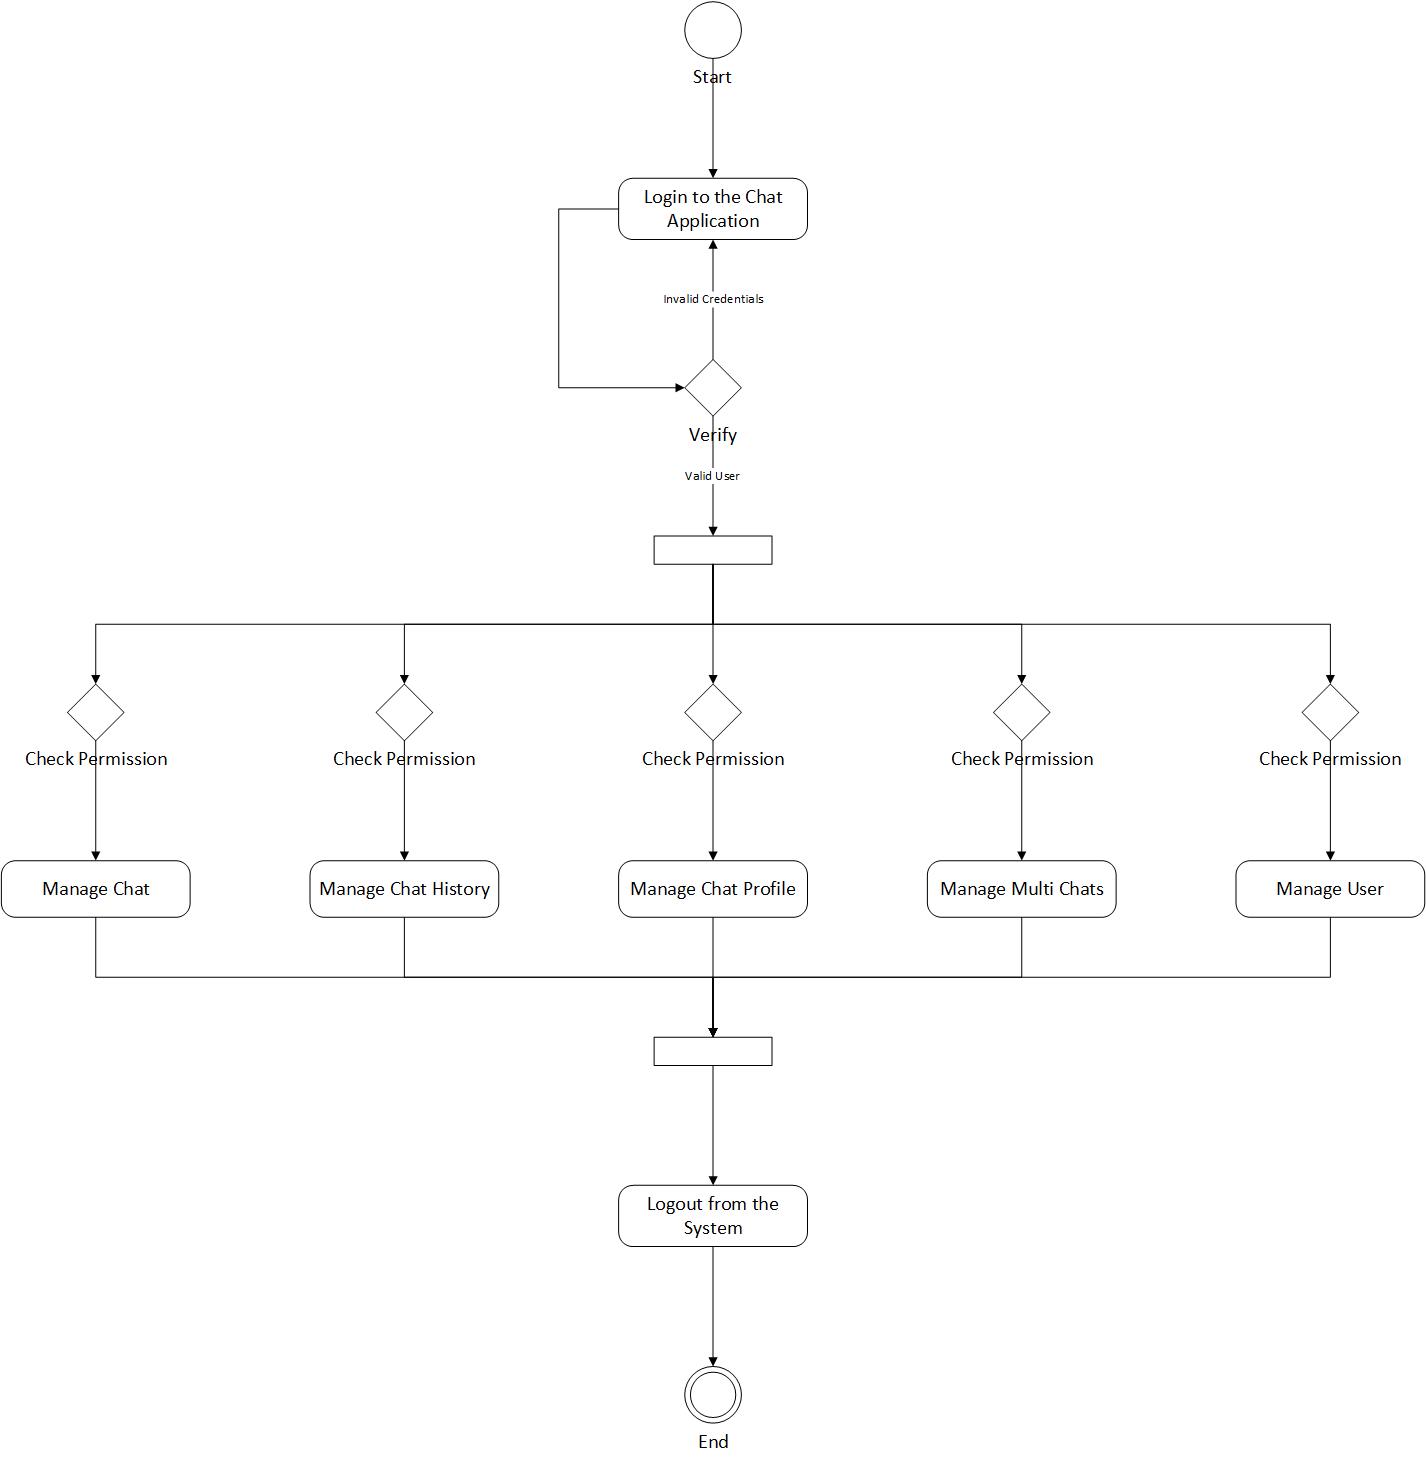 Start
Login to the Chat
Application
Invalid Credentials
Verify
Valid User
Check Permission
Check Permission
Check Permission
Check Permission
Check Permission
Manage Chat
Manage Chat History
Manage Chat Profile
Manage Multi Chats
Manage User
Logout from the
System
End